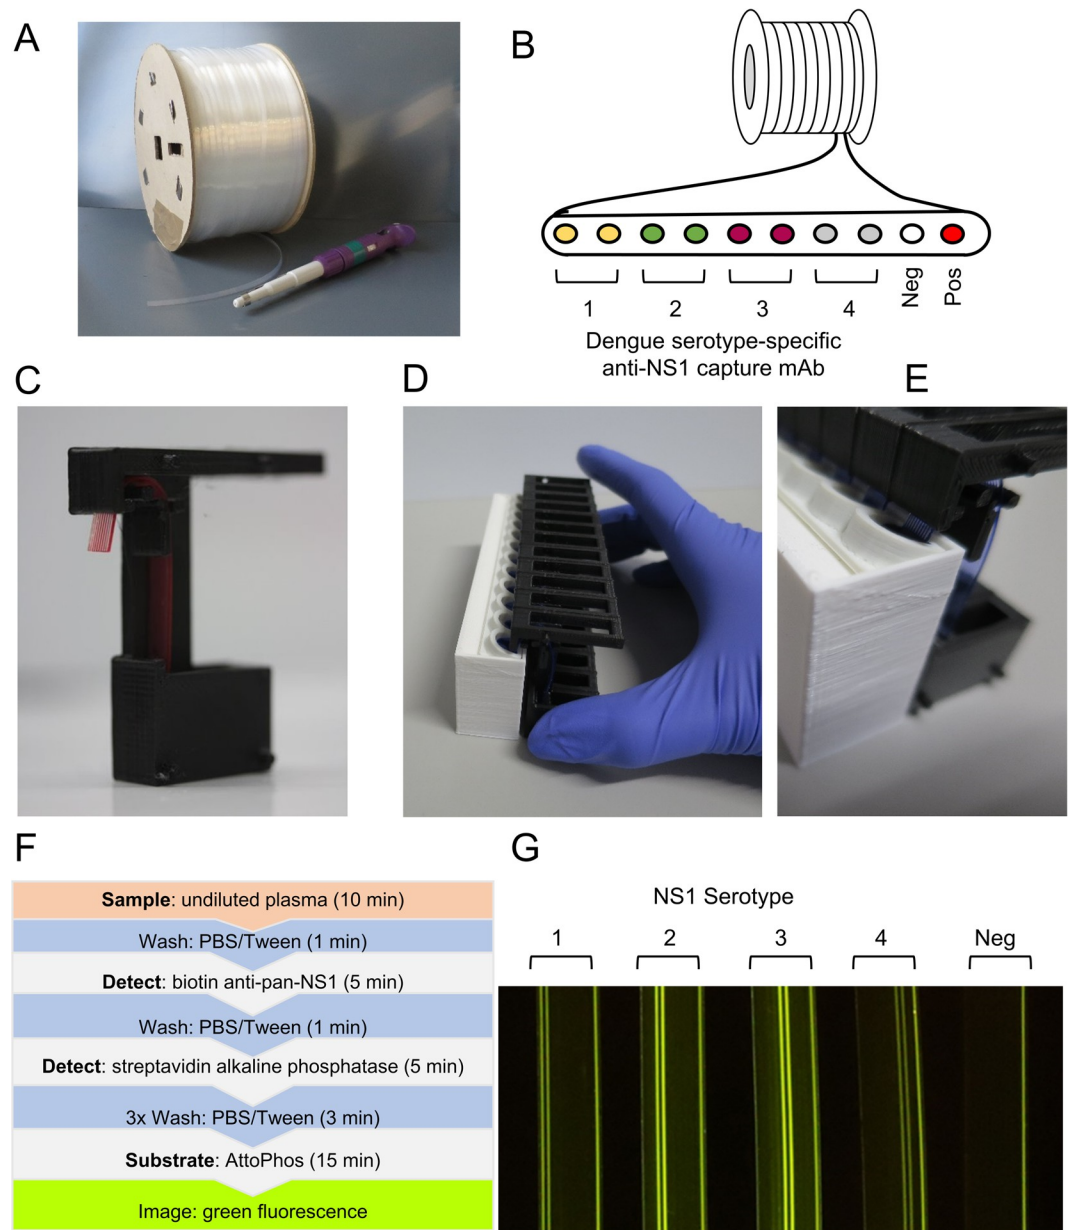 A
B
1 2 3 4 Neg Pos
Dengue serotype-specific
anti-NS1 capture mAb
C
D
E
F
Sample: undiluted plasma (10 min)
Wash: PBS/Tween (1 min)
Detect: biotin anti-pan-NS1 (5 min)
Wash: PBS/Tween (1 min)
Detect: streptavidin alkaline phosphatase (5 min)
3x Wash: PBS/Tween (3 min)
Substrate: AttoPhos (15 min)
Image: green fluorescence
G
NS1 Serotype
1 2 3 4 Neg